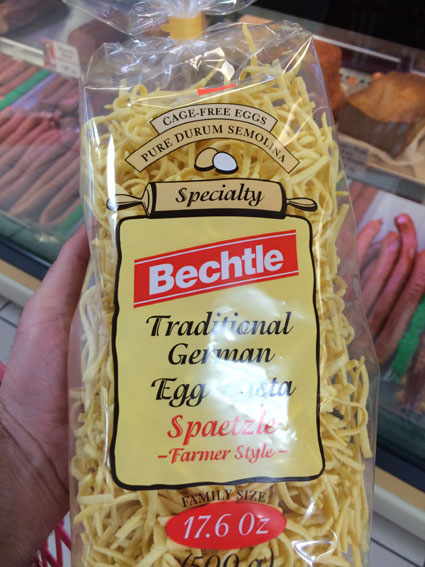 CAGE-FREE EGGS
PURE DURUM SEMOLINA
Specialty
Bechtle
Traditional
German
Egg Pasta
Spaetzle
-Farmer Style-
FAMILY SIZE
17.6 Oz
(500 g)